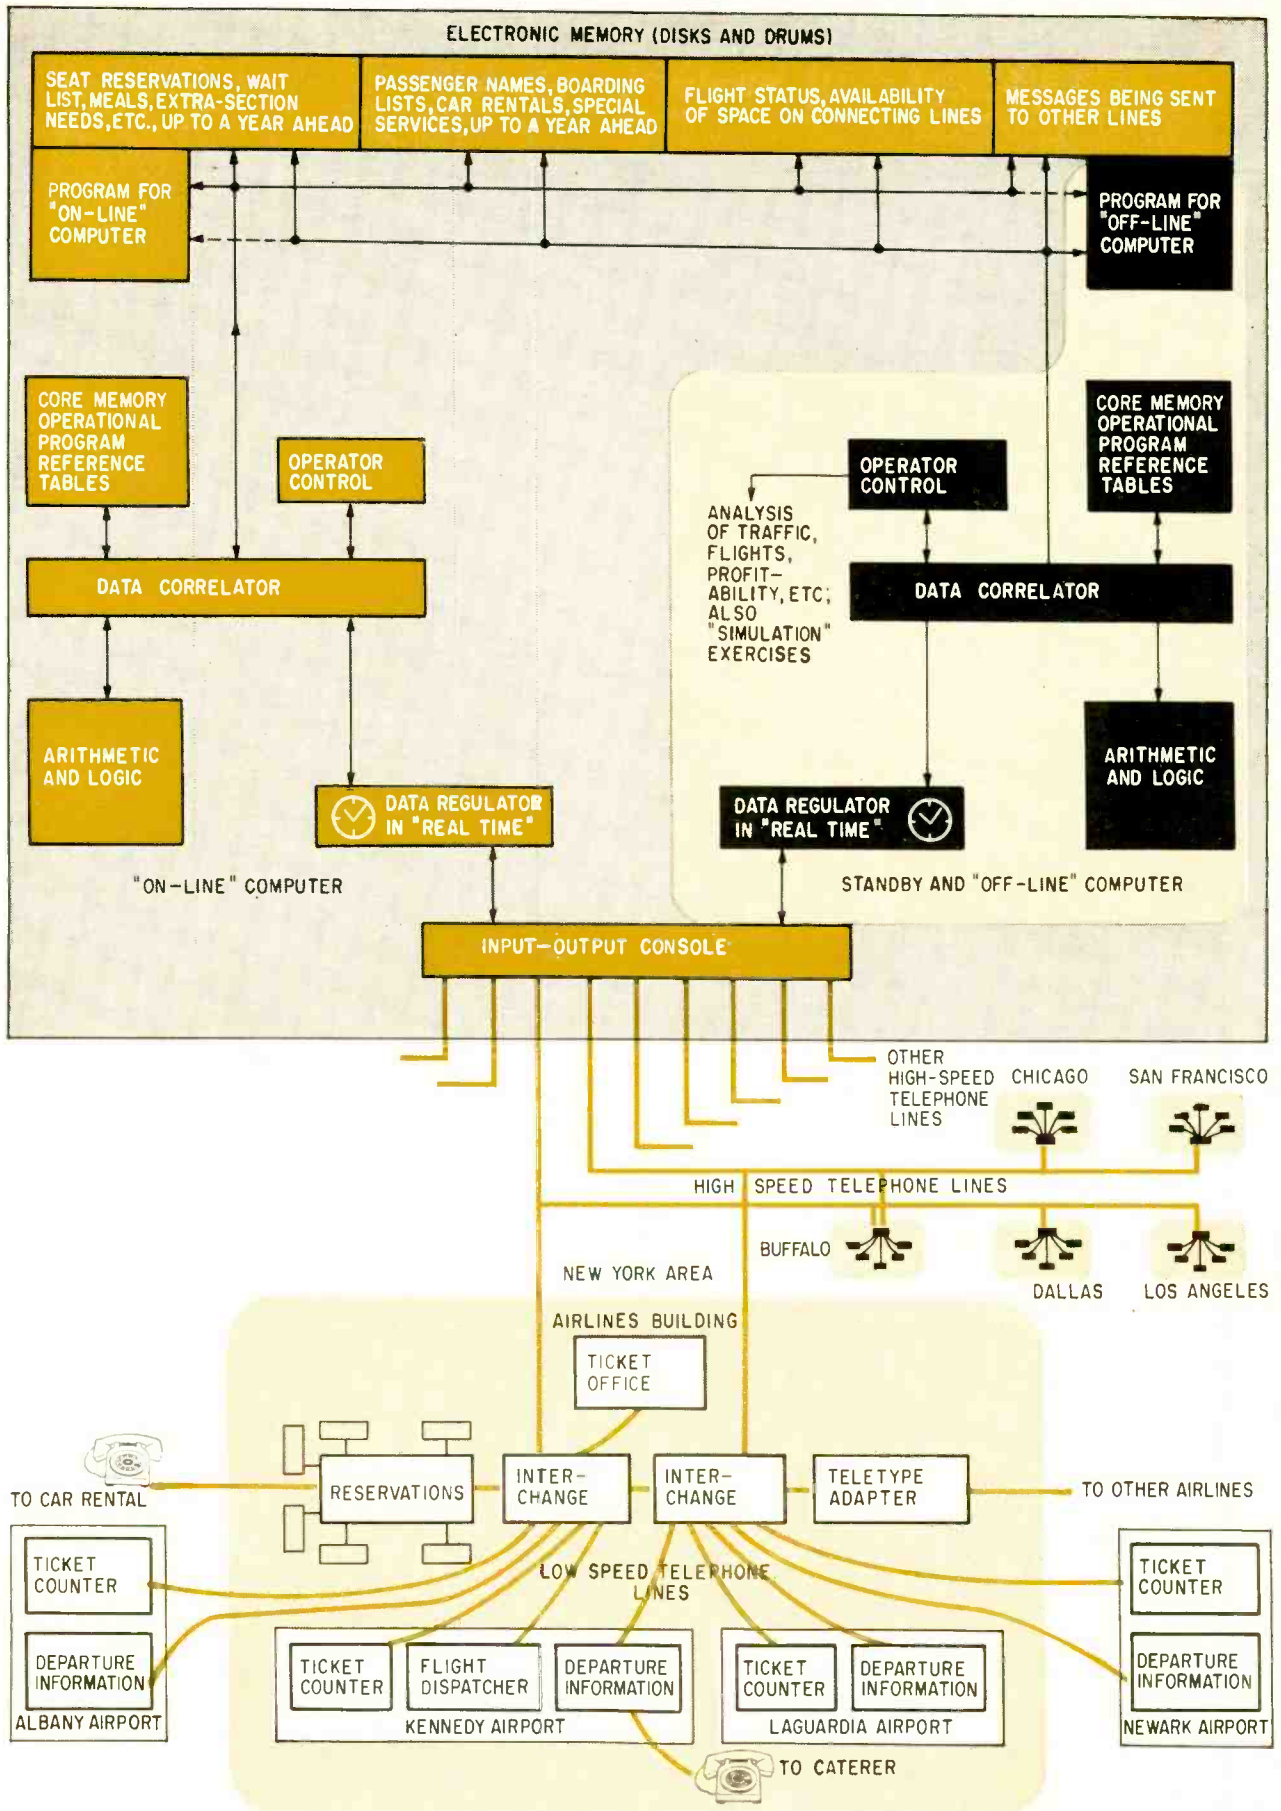 ELECTRONIC MEMORY (DISKS AND DRUMS)
SEAT RESERVATIONS, WAIT
LIST, MEALS, EXTRA-SECTION
NEEDS, ETC., UP TO A YEAR AHEAD
PASSENGER NAMES, BOARDING
LISTS, CAR RENTALS, SPECIAL
SERVICES, UP TO A YEAR AHEAD
FLIGHT STATUS, AVAILABILITY
OF SPACE ON CONNECTING LINES
MESSAGES BEING SENT
TO OTHER LINES
PROGRAM FOR
"ON-LINE"
COMPUTER
PROGRAM FOR
"OFF-LINE"
COMPUTER
CORE MEMORY
OPERATIONAL
PROGRAM
REFERENCE
TABLES
OPERATOR
CONTROL
OPERATOR
CONTROL
CORE MEMORY
OPERATIONAL
PROGRAM
REFERENCE
TABLES
ANALYSIS
OF TRAFFIC,
FLIGHTS,
PROFIT-
ABILITY, ETC;
ALSO
"SIMULATION"
EXERCISES
DATA CORRELATOR
DATA CORRELATOR
ARITHMETIC
AND LOGIC
DATA REGULATOR
IN "REAL TIME"
DATA REGULATOR
IN "REAL TIME"
ARITHMETIC
AND LOGIC
"ON-LINE" COMPUTER
STANDBY AND "OFF-LINE" COMPUTER
INPUT-OUTPUT CONSOLE
OTHER
HIGH-SPEED
TELEPHONE
LINES
CHICAGO
SAN FRANCISCO
HIGH SPEED TELEPHONE LINES
BUFFALO
DALLAS
LOS ANGELES
NEW YORK AREA
AIRLINES BUILDING
TICKET
OFFICE
TO CAR RENTAL
RESERVATIONS
INTER-
CHANGE
INTER-
CHANGE
TELETYPE
ADAPTER
TO OTHER AIRLINES
LOW SPEED TELEPHONE
LINES
TICKET
COUNTER
DEPARTURE
INFORMATION
ALBANY AIRPORT
TICKET
COUNTER
FLIGHT
DISPATCHER
DEPARTURE
INFORMATION
KENNEDY AIRPORT
TICKET
COUNTER
DEPARTURE
INFORMATION
LAGUARDIA AIRPORT
TICKET
COUNTER
DEPARTURE
INFORMATION
NEWARK AIRPORT
TO CATERER